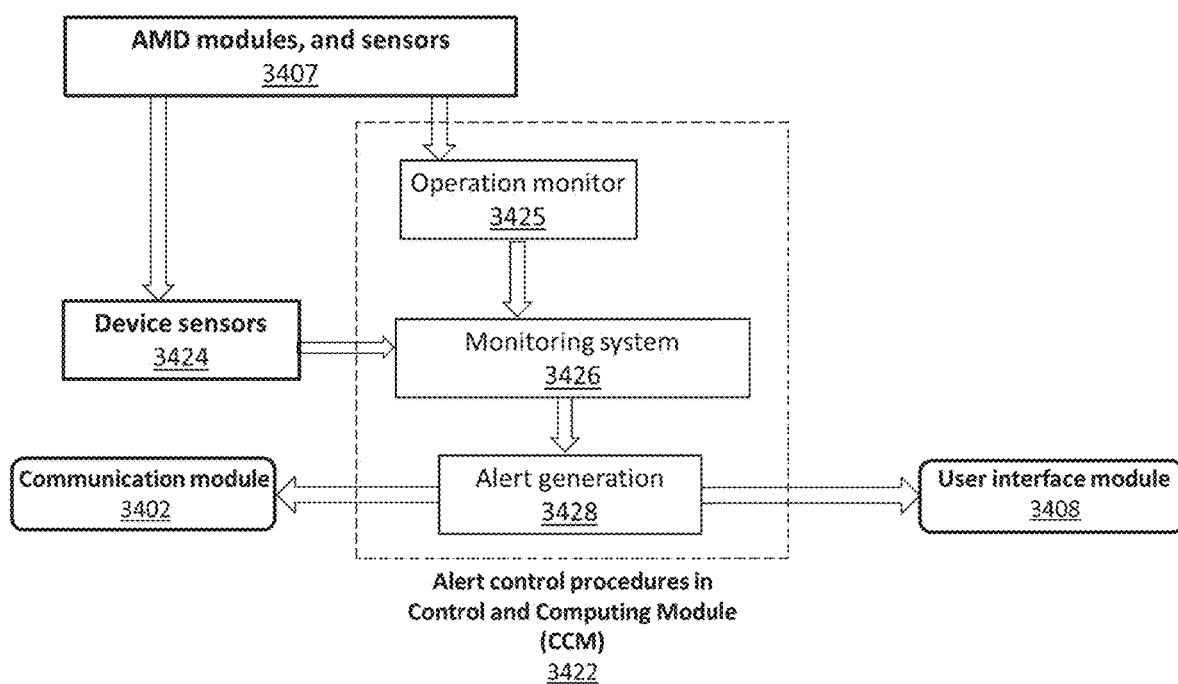 AMD modules, and sensors
3407
Operation monitor
3425
Device sensors
3424
Monitoring system
3426
Communication module
3402
Alert generation
3428
User interface module
3408
Alert control procedures in
Control and Computing Module
(CCM)
3422